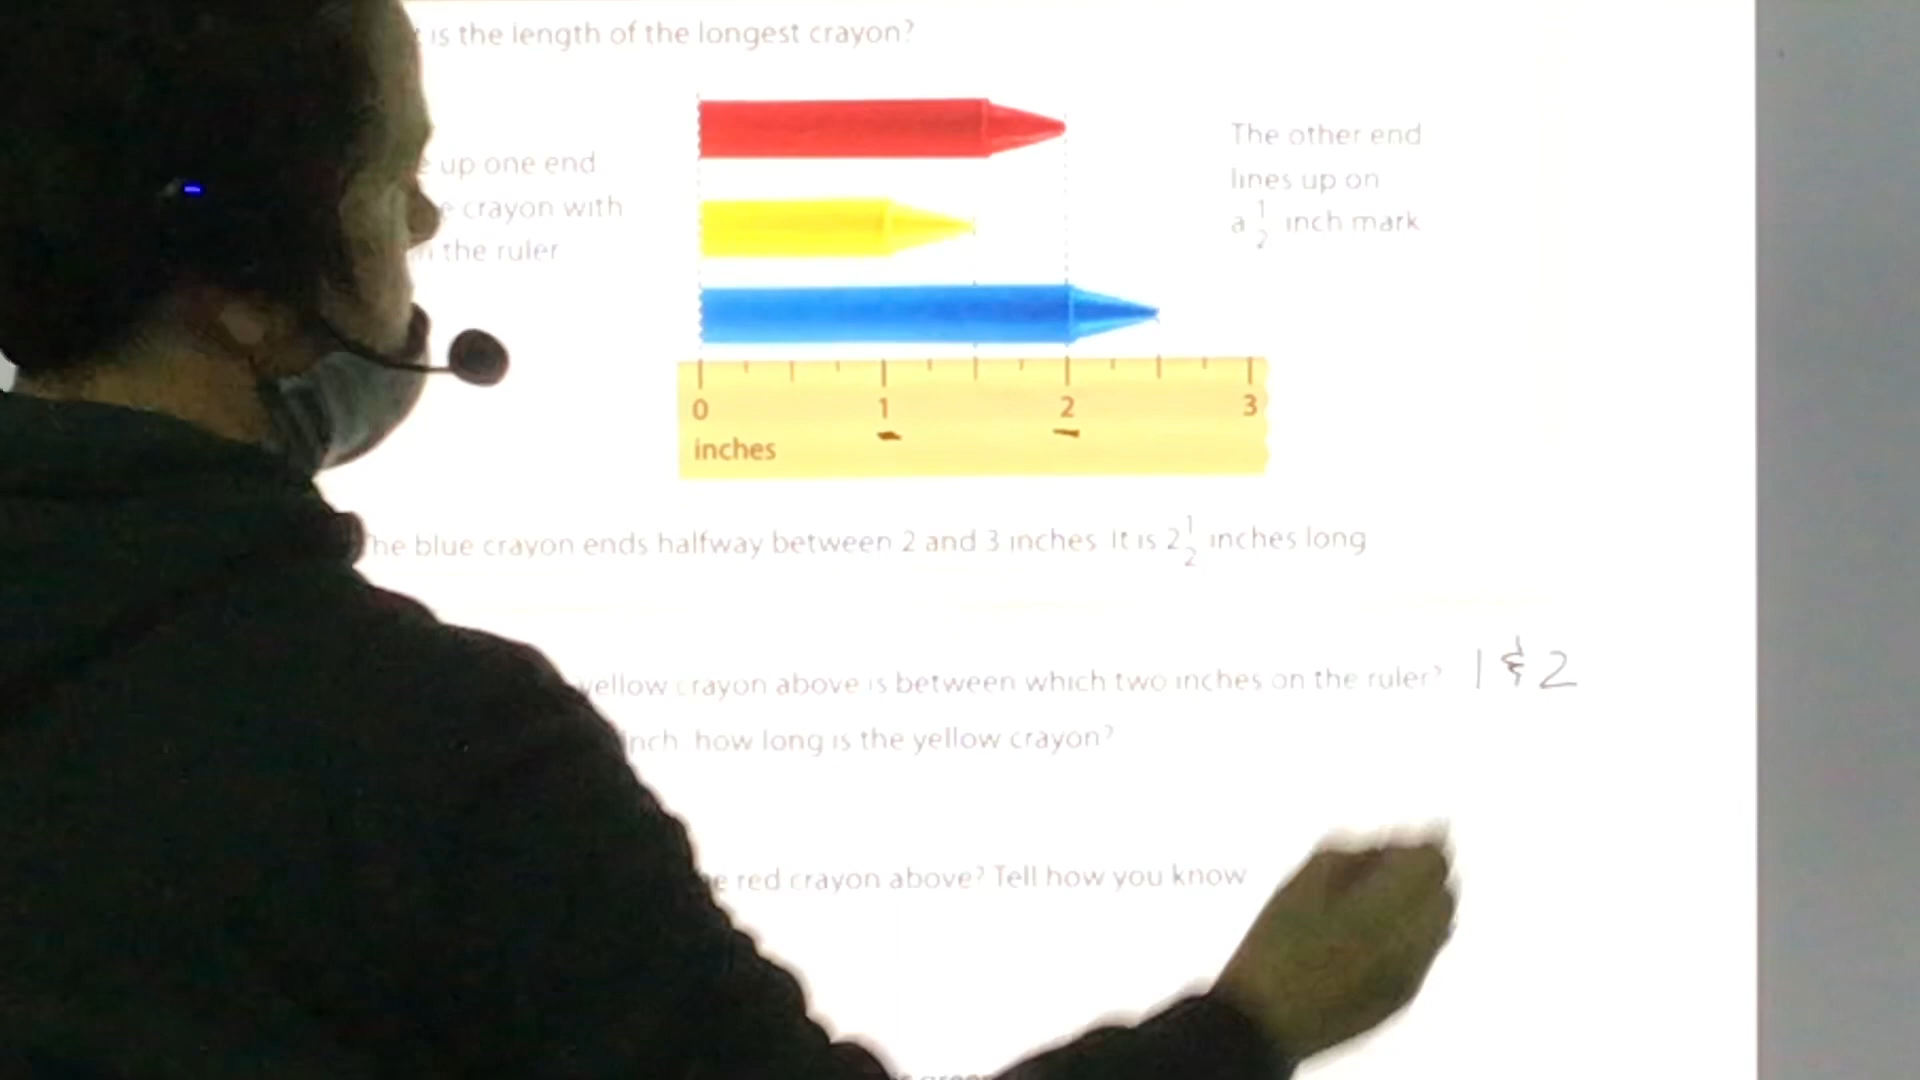 is the length of the longest crayon?
up one end
crayon with
the ruler
The other end
lines up on
a 1/2 inch mark
0 1 2 3
inches
The blue crayon ends halfway between 2 and 3 inches It is 2 1/2 inches long
yellow crayon above is between which two inches on the ruler? 1 & 2
inch how long is the yellow crayon?
red crayon above? Tell how you know